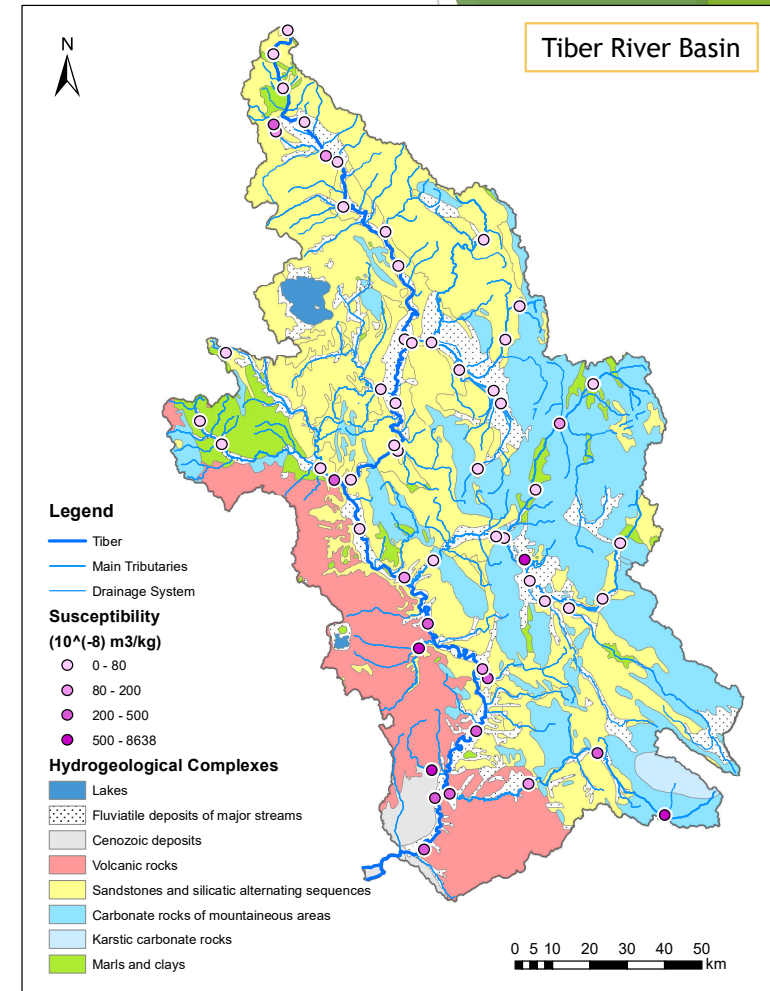 Tiber River Basin
N
Legend
Tiber
Main Tributaries
Drainage System
Susceptibility
(10^(-8) m3/kg)
0 - 80
80 - 200
200 - 500
500 - 8638
Hydrogeological Complexes
Lakes
Fluviatile deposits of major streams
Cenozoic deposits
Volcanic rocks
Sandstones and silicatic alternating sequences
Carbonate rocks of mountaineous areas
Karstic carbonate rocks
Marls and clays
0 5 10 20 30 40 50
km